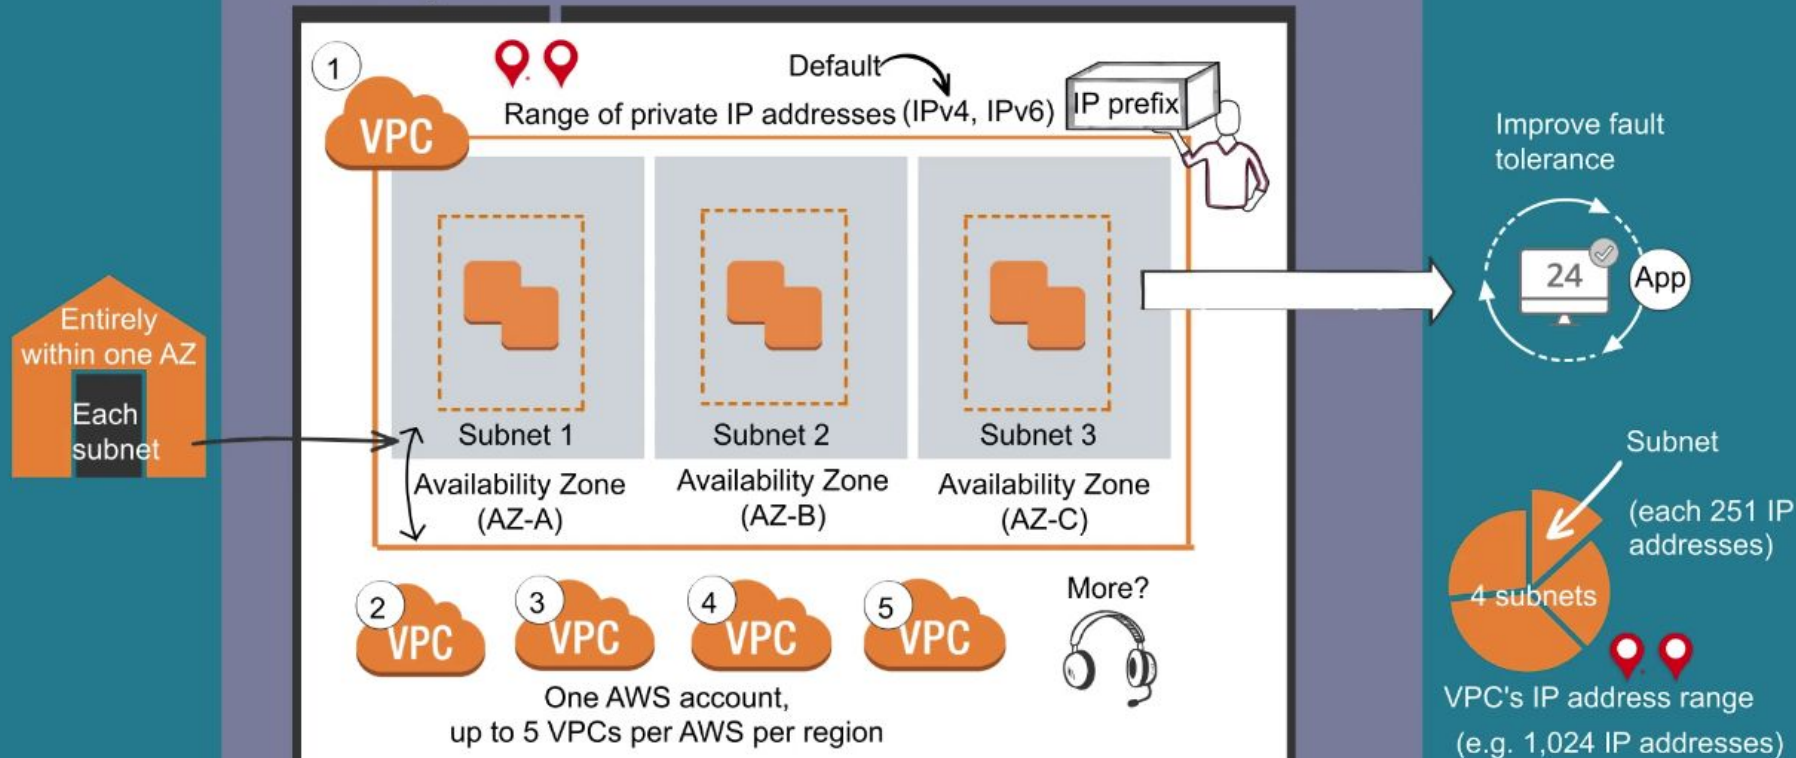 1
VPC
Default
Range of private IP addresses (IPv4, IPv6)
IP prefix
Subnet 1
Subnet 2
Subnet 3
Availability Zone
(AZ-A)
Availability Zone
(AZ-B)
Availability Zone
(AZ-C)
Entirely
within one AZ
Each
subnet
2
VPC
3
VPC
4
VPC
5
VPC
More?
One AWS account,
up to 5 VPCs per AWS per region
Improve fault
tolerance
24
App
Subnet
(each 251 IP
addresses)
4 subnets
VPC's IP address range
(e.g. 1,024 IP addresses)